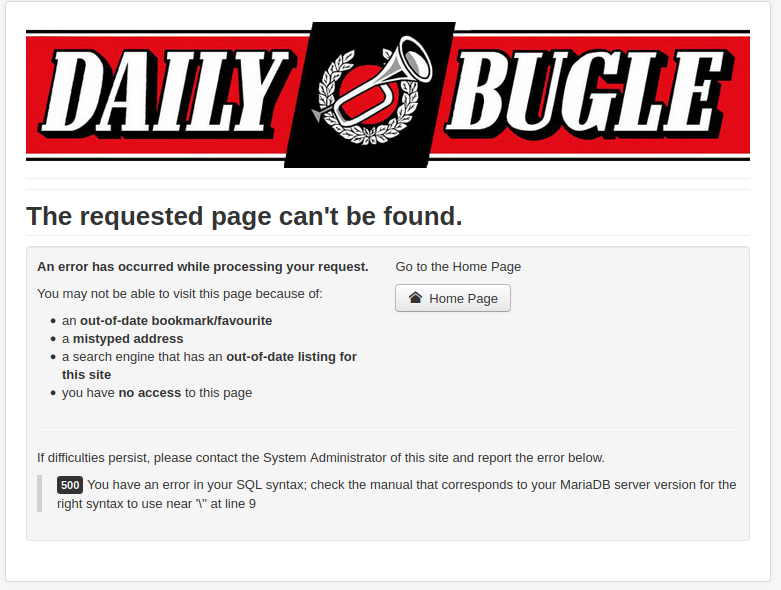 DAILY BUGLE
The requested page can't be found.
An error has occurred while processing your request.
You may not be able to visit this page because of:
an out-of-date bookmark/favourite
a mistyped address
a search engine that has an out-of-date listing for
this site
you have no access to this page
Go to the Home Page
Home Page
If difficulties persist, please contact the System Administrator of this site and report the error below.
500 You have an error in your SQL syntax; check the manual that corresponds to your MariaDB server version for the
right syntax to use near '\'' at line 9